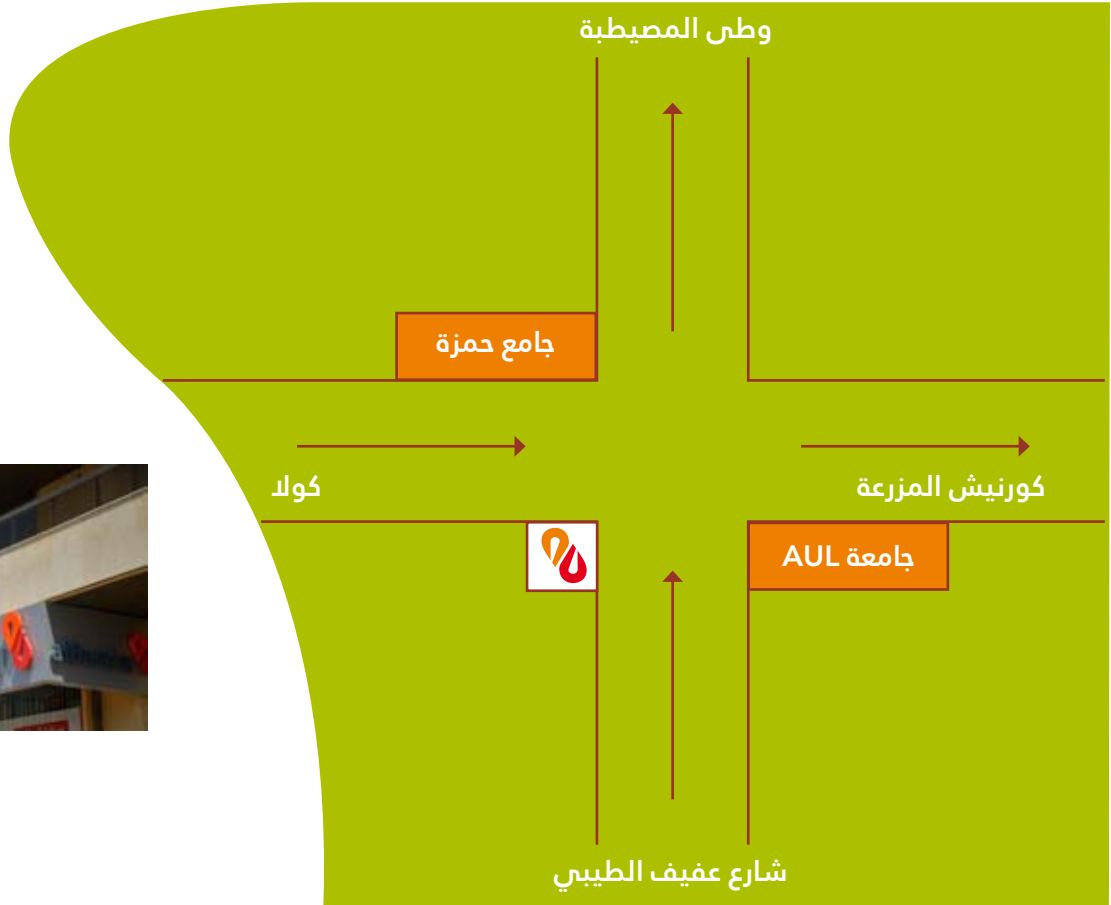 وطى المصيطبة
جامع حمزة
كولا
كورنيش المزرعة
جامعة AUL
شارع عفيف الطيبي